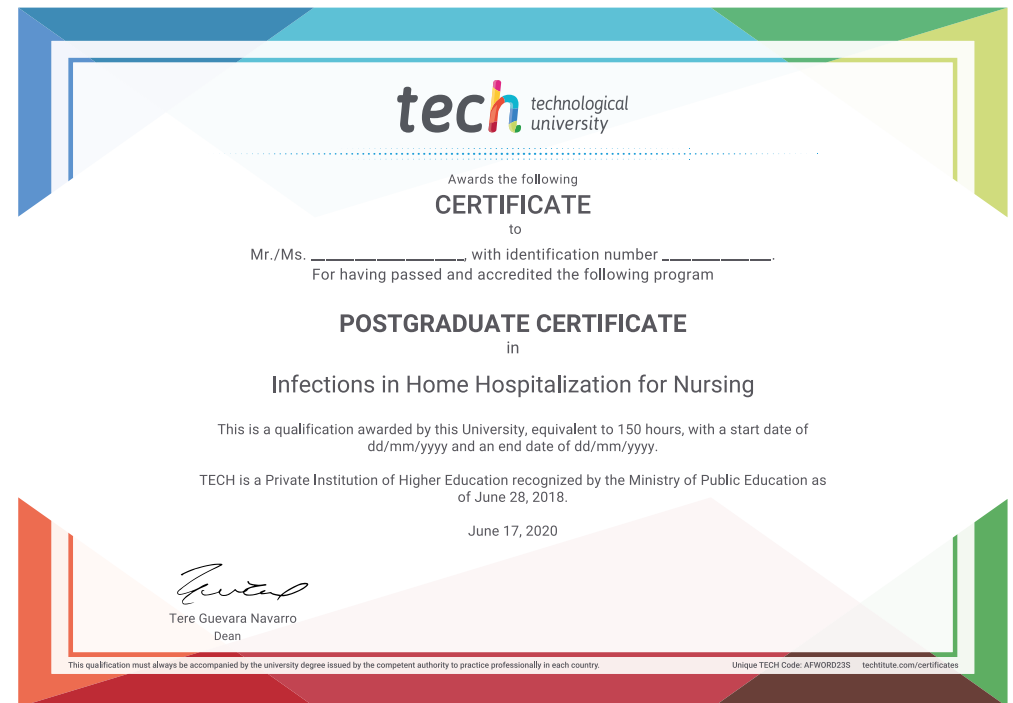 tech technological
university
Awards the following
CERTIFICATE
to
Mr./Ms. __________________, with identification number _____________.
For having passed and accredited the following program
POSTGRADUATE CERTIFICATE
in
Infections in Home Hospitalization for Nursing
This is a qualification awarded by this University, equivalent to 150 hours, with a start date of
dd/mm/yyyy and an end date of dd/mm/yyyy.
TECH is a Private Institution of Higher Education recognized by the Ministry of Public Education as
of June 28, 2018.
June 17, 2020
Tere Guevara Navarro
Dean
This qualification must always be accompanied by the university degree issued by the competent authority to practice professionally in each country.
Unique TECH Code: AFWORD23S techtitute.com/certificates